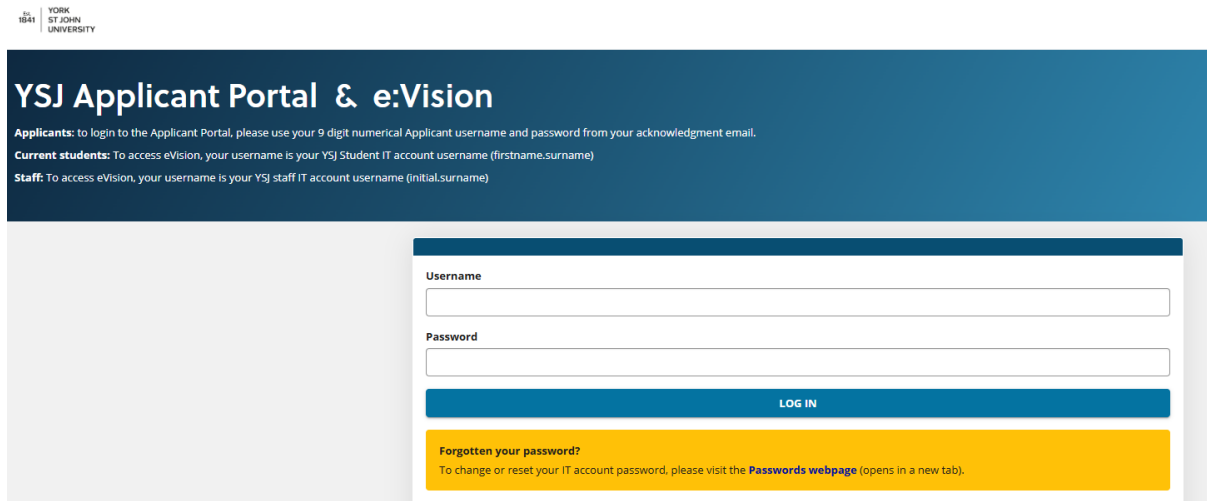 Est.
1841
YORK
ST JOHN
UNIVERSITY
YSJ Applicant Portal & e:Vision
Applicants: to login to the Applicant Portal, please use your 9 digit numerical Applicant username and password from your acknowledgment email.
Current students: To access eVision, your username is your YSJ Student IT account username (firstname.surname)
Staff: To access eVision, your username is your YSJ staff IT account username (initial.surname)
Username
Password
LOG IN
Forgotten your password?
To change or reset your IT account password, please visit the Passwords webpage (opens in a new tab).